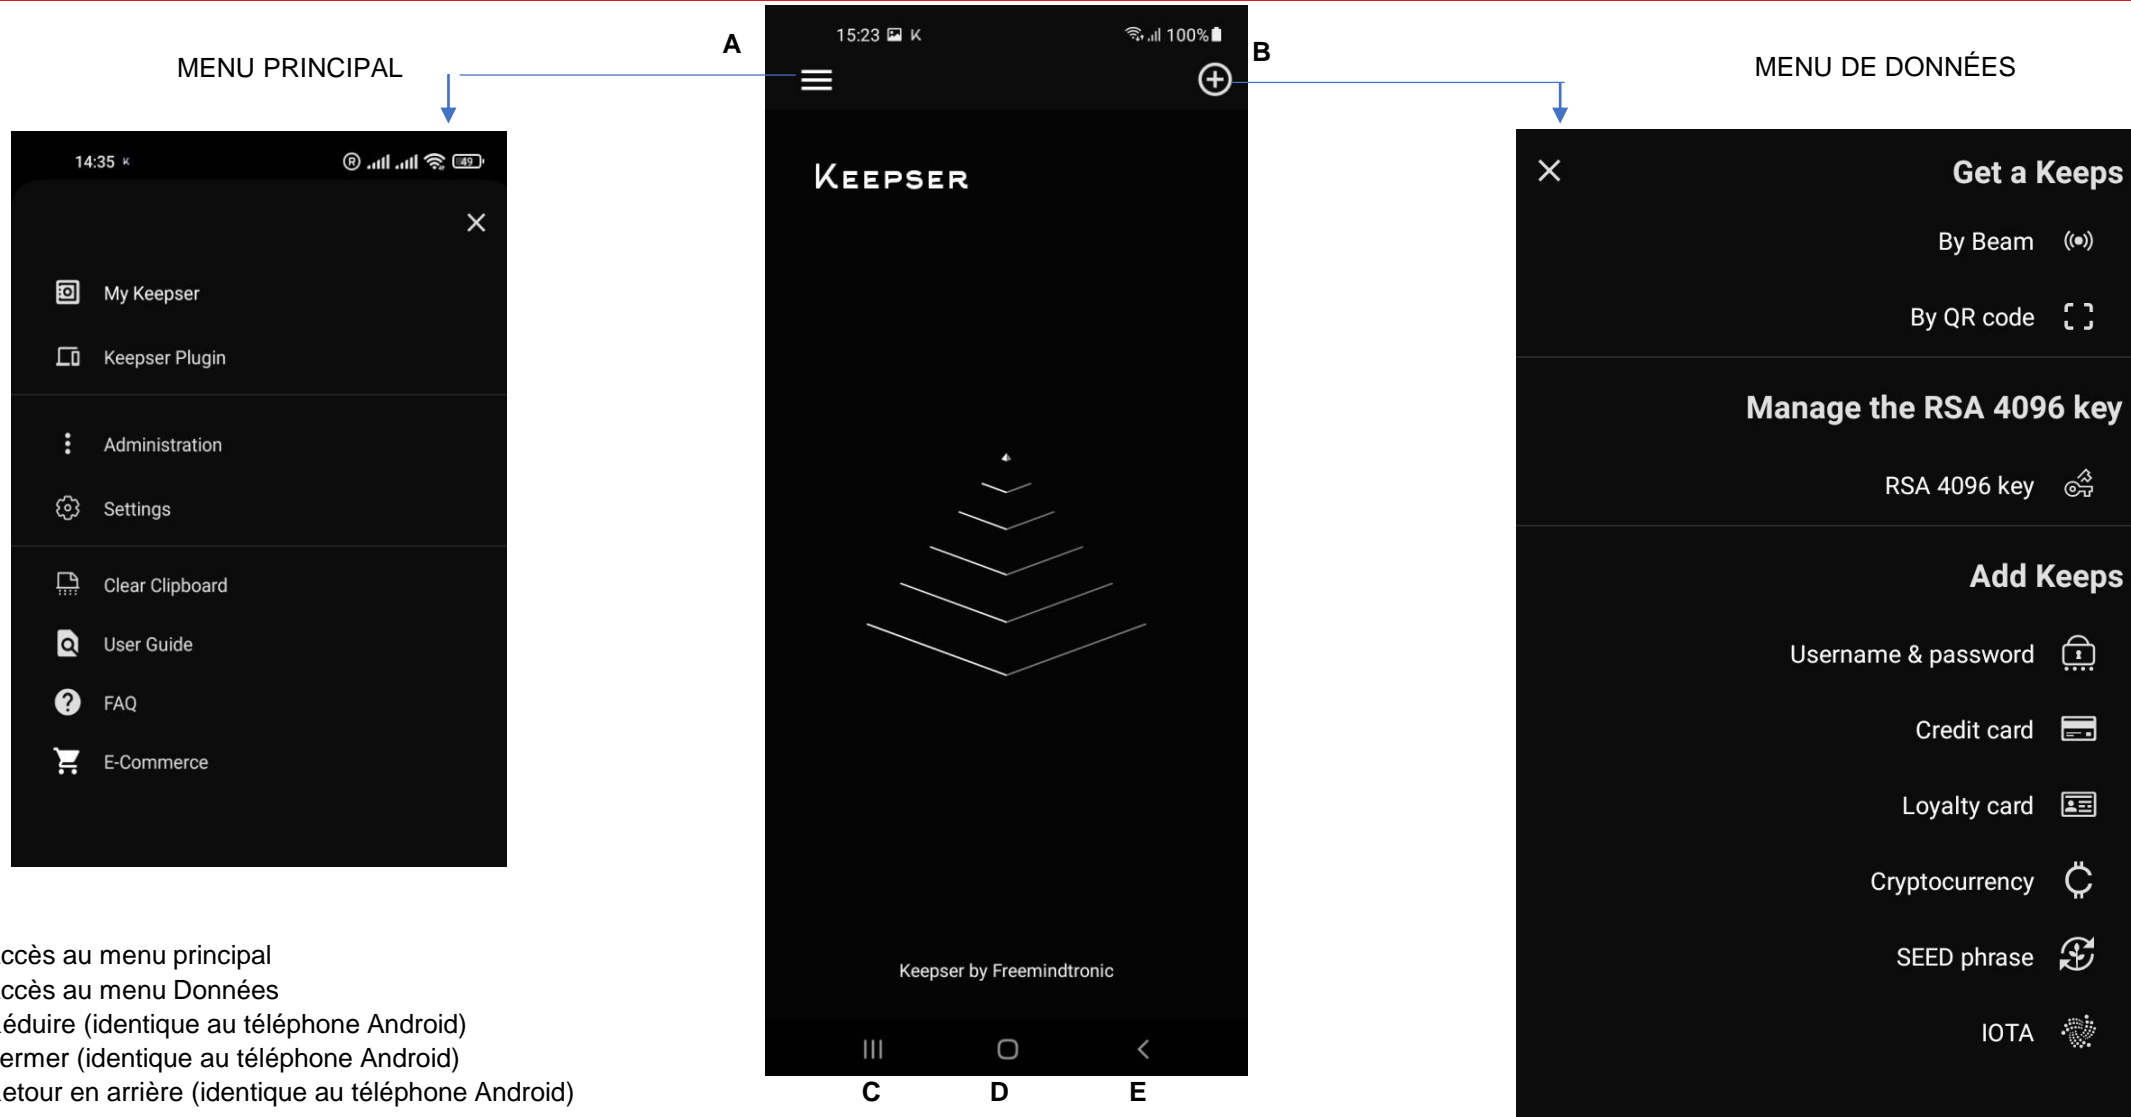 MENU PRINCIPAL
A
B
MENU DE DONNÉES
14:35 K
R
49
My Keepser
Keepser Plugin
Administration
Settings
Clear Clipboard
User Guide
FAQ
E-Commerce
15:23 K
100%
KEEPSER
Keepser by Freemindtronic
C D E
Get a Keeps
By Beam
By QR code
Manage the RSA 4096 key
RSA 4096 key
Add Keeps
Username & password
Credit card
Loyalty card
Cryptocurrency
SEED phrase
IOTA
ccès au menu principal
ccès au menu Données
éduire (identique au téléphone Android)
ermer (identique au téléphone Android)
etour en arrière (identique au téléphone Android)